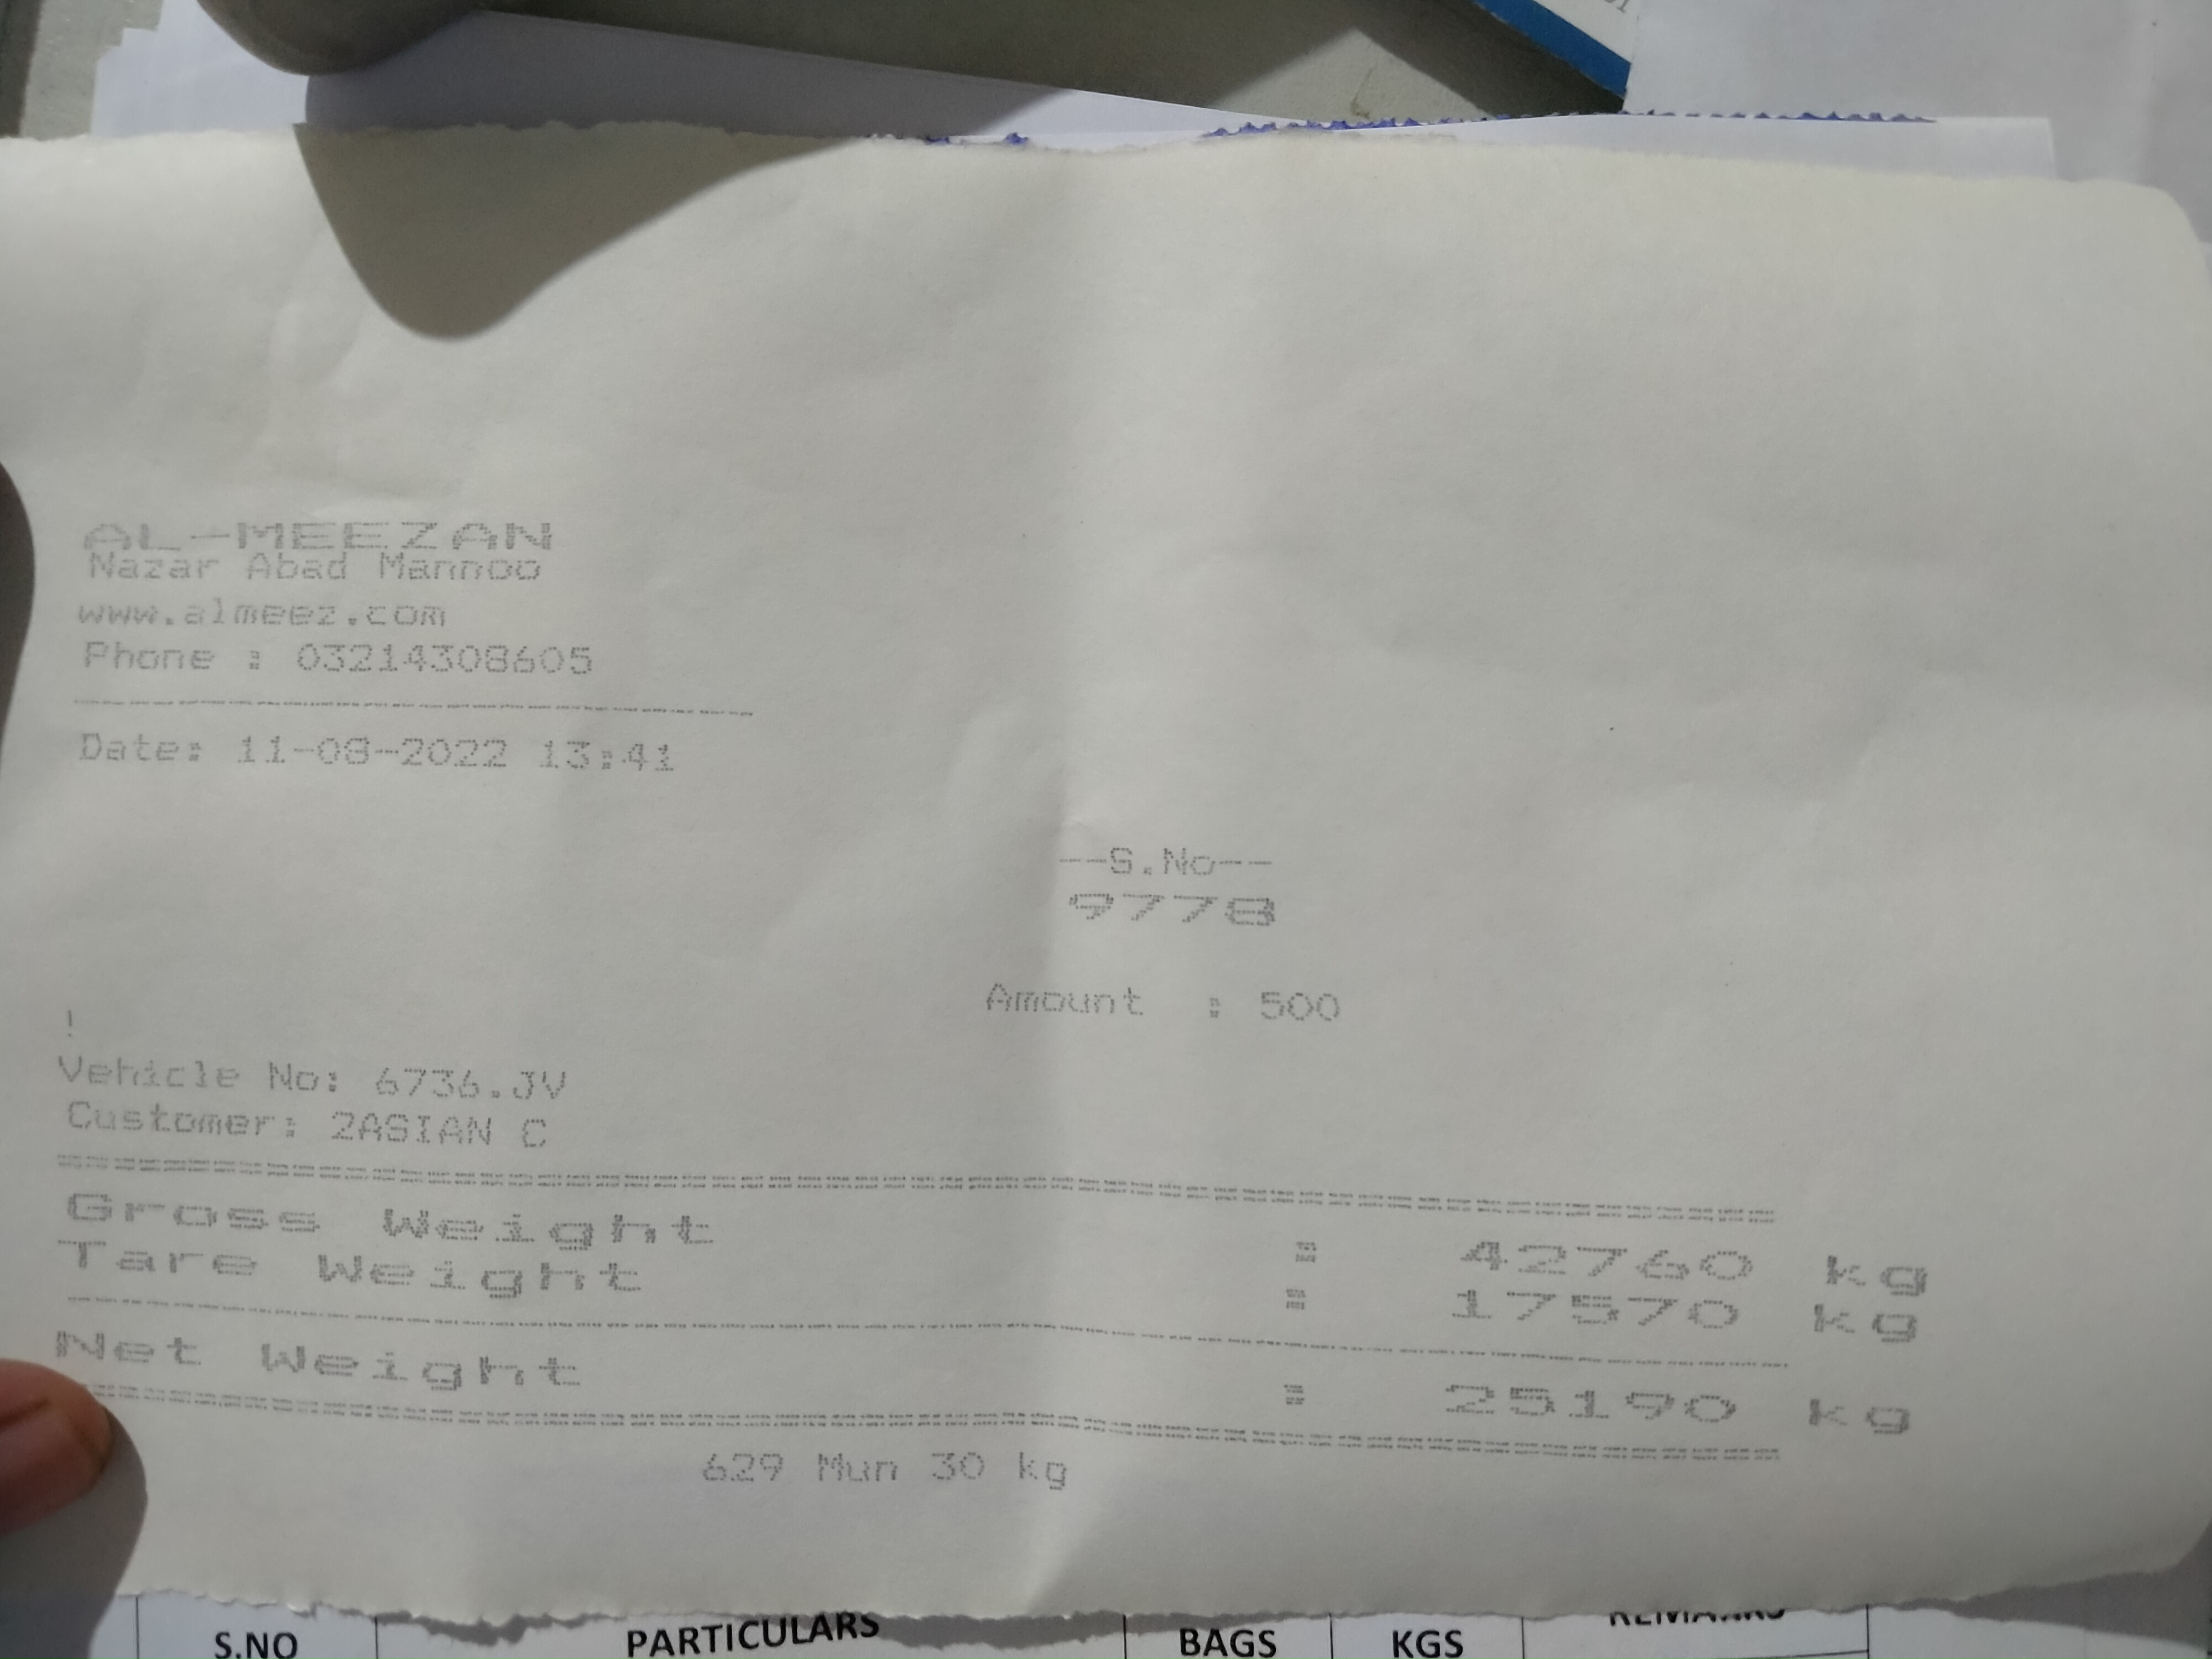 AL-MEEZAN
Nazar Abad Mannoo
www.almeez.com
Phone : 03214308605
Date: 11-08-2022 13:41
--S.No--
9778
Amount : 500
!
Vehicle No: 6736.JV
Customer: 2ASIAN C
Gross Weight : 42760 kg
Tare Weight : 17570 kg
Net Weight : 25190 kg
629 Mun 30 kg
S.NO PARTICULARS BAGS KGS REMARKS